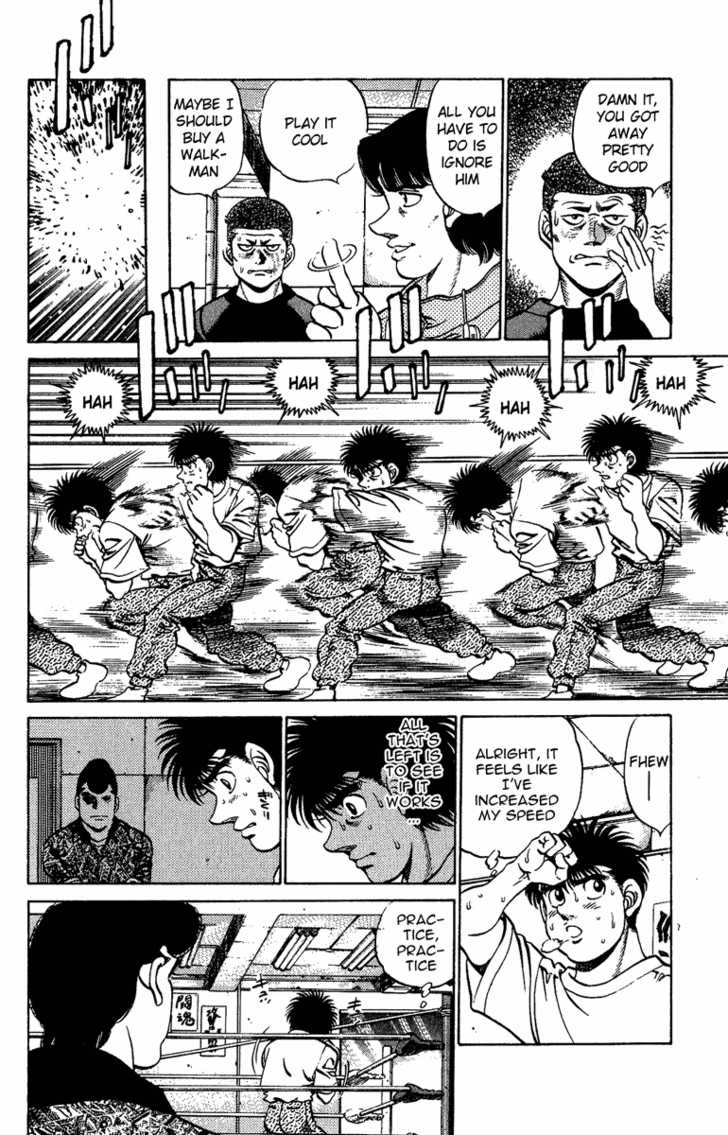 DAMN IT,
YOU GOT
AWAY
PRETTY
GOOD
ALL YOU
HAVE TO
DO IS
IGNORE
HIM
PLAY IT
COOL
MAYBE I
SHOULD
BUY A
WALK-
MAN
HAH
HAH
HAH
HAH
FHEW
ALRIGHT, IT
FEELS LIKE
I'VE
INCREASED
MY SPEED
ALL
THAT'S
LEFT IS
TO SEE
IF IT
WORKS
...
PRAC-
TICE,
PRAC-
TICE
闘
魂